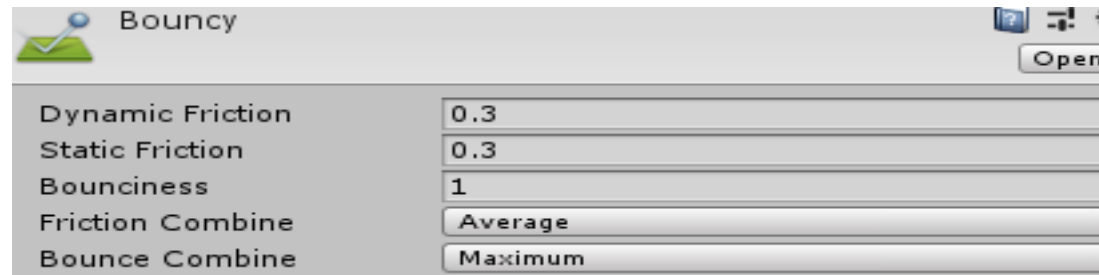 Bouncy
Open
Dynamic Friction 0.3
Static Friction 0.3
Bounciness 1
Friction Combine Average
Bounce Combine Maximum